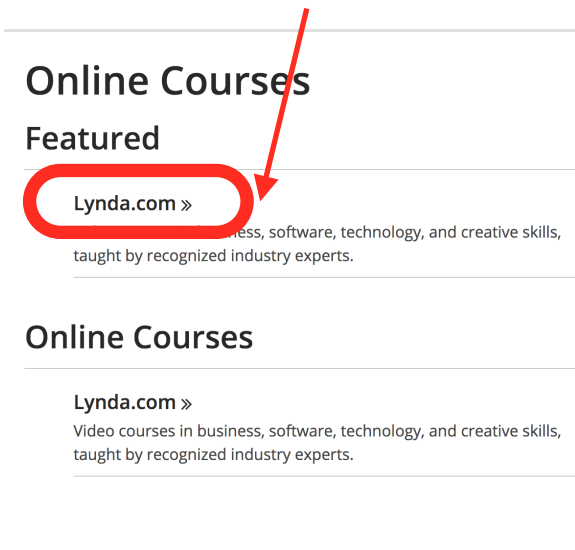 Online Courses
Featured
Lynda.com »
business, software, technology, and creative skills,
taught by recognized industry experts.
Online Courses
Lynda.com »
Video courses in business, software, technology, and creative skills,
taught by recognized industry experts.